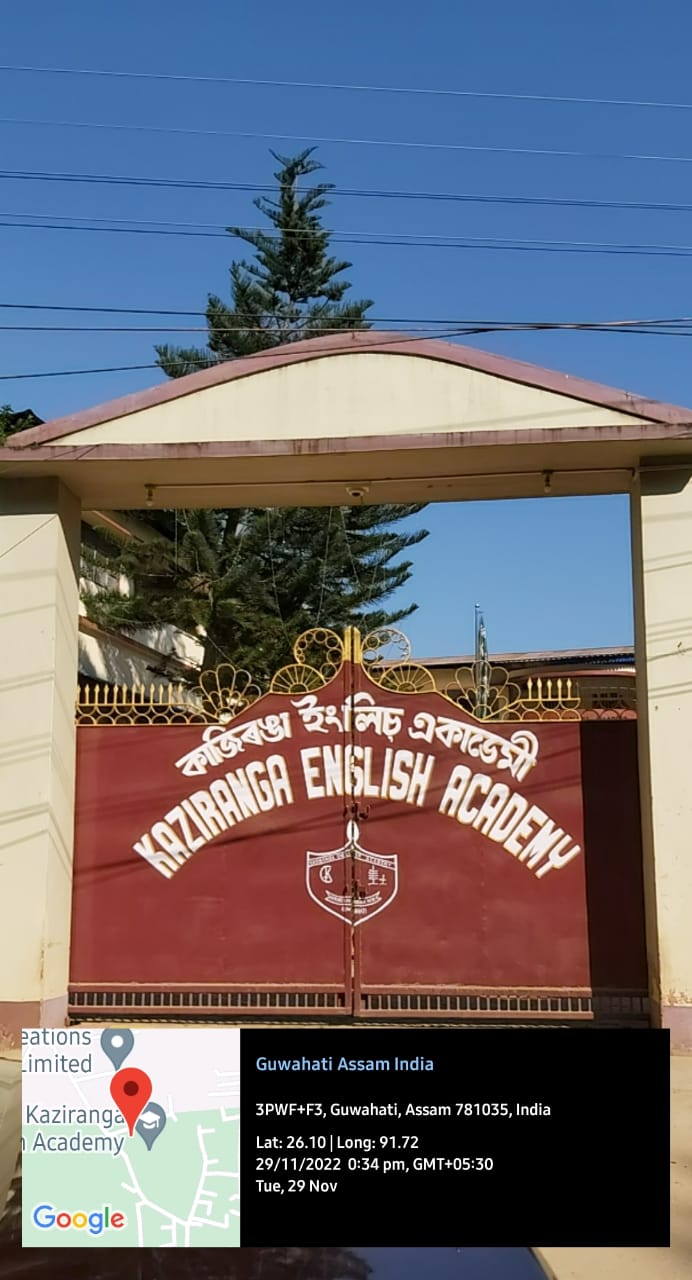 কাজিৰঙা ইংলিচ একাডেমী
KAZIRANGA ENGLISH ACADEMY
eations
Limited
Kaziranga
Academy
Google
Guwahati Assam India
3PWF+F3, Guwahati, Assam 781035, India
Lat: 26.10 | Long: 91.72
29/11/2022 0:34 pm, GMT+05:30
Tue, 29 Nov